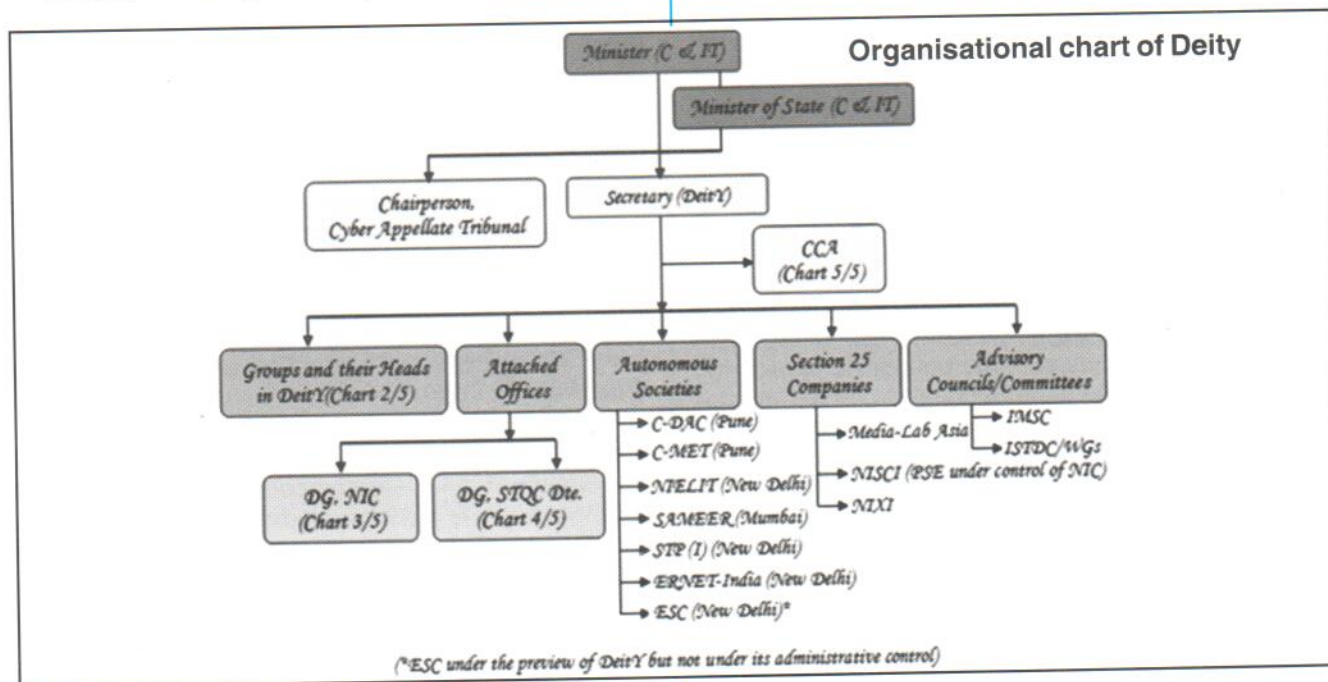 Organisational chart of Deity
Minister (C & IT)
Minister of State (C & IT)
Chairperson,
Cyber Appellate Tribunal
Secretary (DeitY)
CCA
(Chart 5/5)
Groups and their Heads
in DeitY(Chart 2/5)
Attached
Offices
Autonomous
Societies
Section 25
Companies
Advisory
Councils/Committees
DG, NIC
(Chart 3/5)
DG, STQC Dte.
(Chart 4/5)
C-DAC (Pune)
C-MET (Pune)
NIELIT (New Delhi)
SAMEER (Mumbai)
STP (I) (New Delhi)
ERNET-India (New Delhi)
ESC (New Delhi)*
Media-Lab Asia
NISCI (PSE under control of NIC)
NIXI
IMSC
ISTDC/WGs
(*ESC under the preview of DeitY but not under its administrative control)